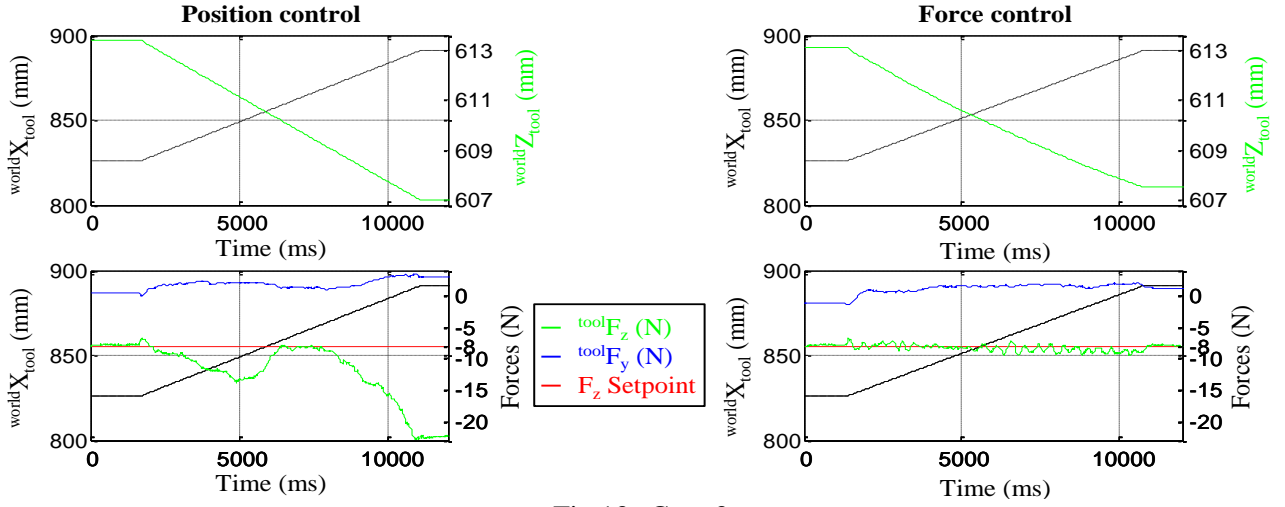 Position control
Force control
900
850
800
worldXtool (mm)
613
611
609
607
worldZtool (mm)
0
5000
10000
Time (ms)
900
850
800
worldXtool (mm)
613
611
609
607
worldZtool (mm)
0
5000
10000
Time (ms)
900
850
800
worldXtool (mm)
0
-5
-8
-10
-15
-20
Forces (N)
0
5000
10000
Time (ms)
toolFz (N)
toolFy (N)
Fz Setpoint
900
850
800
worldXtool (mm)
0
-5
-8
-10
-15
-20
Forces (N)
0
5000
10000
Time (ms)